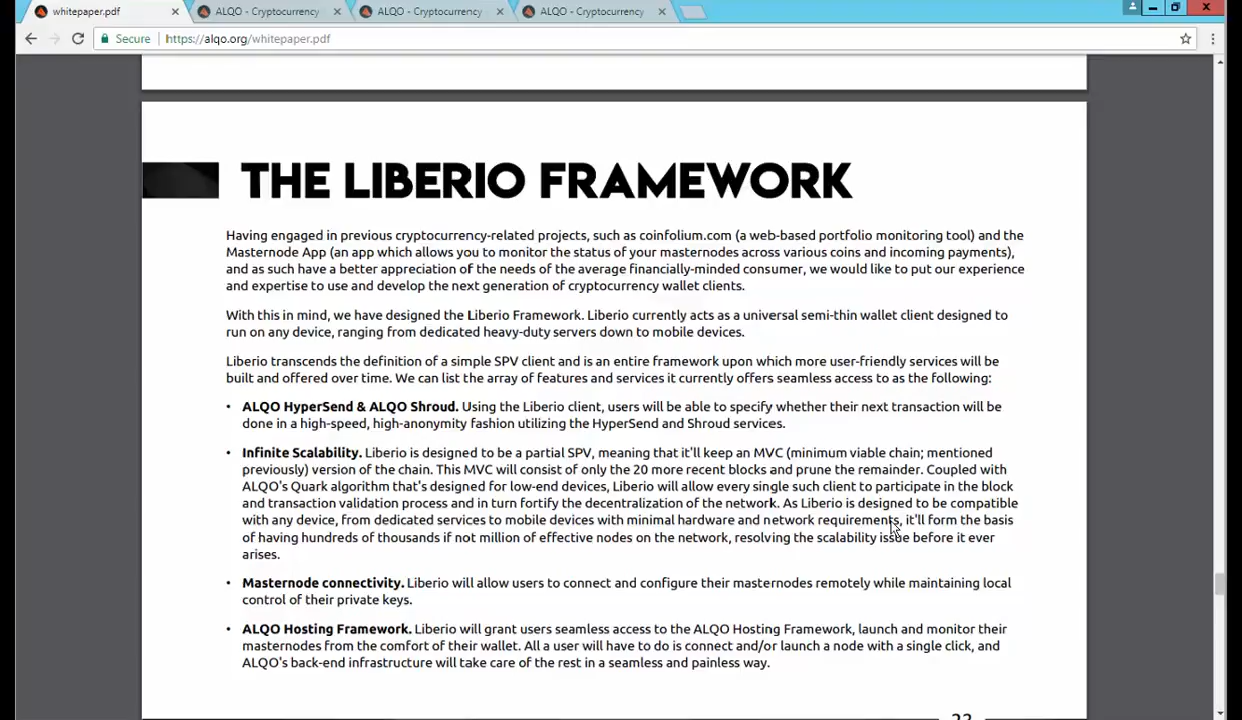 whitepaper.pdf
ALQO - Cryptocurrency
ALQO - Cryptocurrency
ALQO - Cryptocurrency
Secure
https://alqo.org/whitepaper.pdf
THE LIBERIO FRAMEWORK
Having engaged in previous cryptocurrency-related projects, such as coinfolium.com (a web-based portfolio monitoring tool) and the
Masternode App (an app which allows you to monitor the status of your masternodes across various coins and incoming payments),
and as such have a better appreciation of the needs of the average financially-minded consumer, we would like to put our experience
and expertise to use and develop the next generation of cryptocurrency wallet clients.
With this in mind, we have designed the Liberio Framework. Liberio currently acts as a universal semi-thin wallet client designed to
run on any device, ranging from dedicated heavy-duty servers down to mobile devices.
Liberio transcends the definition of a simple SPV client and is an entire framework upon which more user-friendly services will be
built and offered over time. We can list the array of features and services it currently offers seamless access to as the following:
• ALQO HyperSend & ALQO Shroud. Using the Liberio client, users will be able to specify whether their next transaction will be
done in a high-speed, high-anonymity fashion utilizing the HyperSend and Shroud services.
• Infinite Scalability. Liberio is designed to be a partial SPV, meaning that it'll keep an MVC (minimum viable chain; mentioned
previously) version of the chain. This MVC will consist of only the 20 more recent blocks and prune the remainder. Coupled with
ALQO's Quark algorithm that's designed for low-end devices, Liberio will allow every single such client to participate in the block
and transaction validation process and in turn fortify the decentralization of the network. As Liberio is designed to be compatible
with any device, from dedicated services to mobile devices with minimal hardware and network requirements, it'll form the basis
of having hundreds of thousands if not million of effective nodes on the network, resolving the scalability issue before it ever
arises.
• Masternode connectivity. Liberio will allow users to connect and configure their masternodes remotely while maintaining local
control of their private keys.
• ALQO Hosting Framework. Liberio will grant users seamless access to the ALQO Hosting Framework, launch and monitor their
masternodes from the comfort of their wallet. All a user will have to do is connect and/or launch a node with a single click, and
ALQO's back-end infrastructure will take care of the rest in a seamless and painless way.